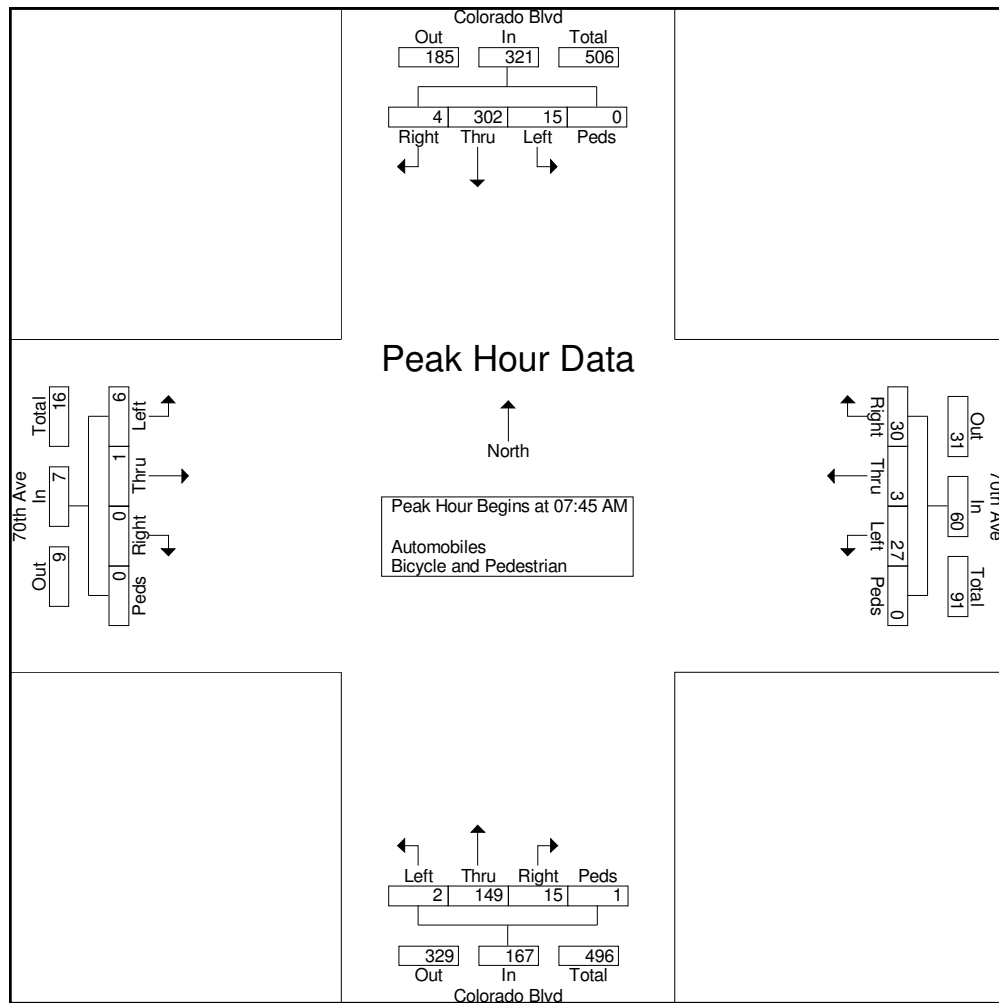 Colorado Blvd
Out In Total
185 321 506
4 302 15 0
Right Thru Left Peds
Peak Hour Data
North
Peak Hour Begins at 07:45 AM
Automobiles
Bicycle and Pedestrian
70th Ave
Total In Out
16 7 9
6 1 0 0
Left Thru Right Peds
70th Ave
Out In Total
31 60 91
30 3 27 0
Right Thru Left Peds
Left Thru Right Peds
2 149 15 1
329 167 496
Out In Total
Colorado Blvd